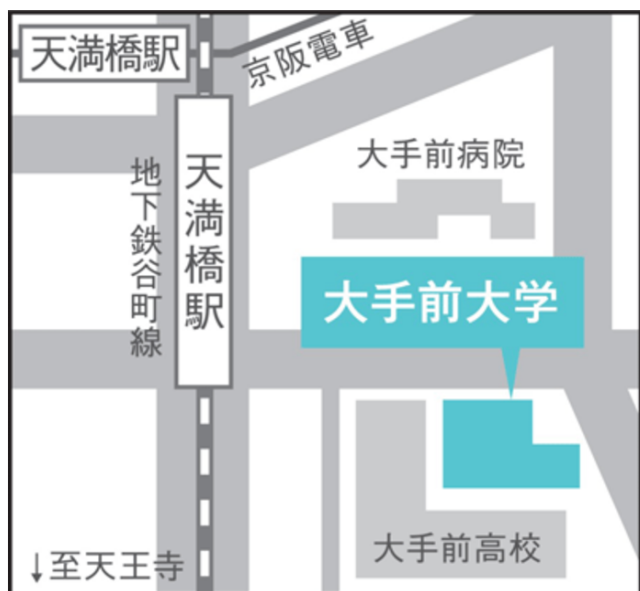 天満橋駅
京阪電車
大手前病院
地下鉄谷町線
天満橋駅
大手前大学
大手前高校
↓至天王寺